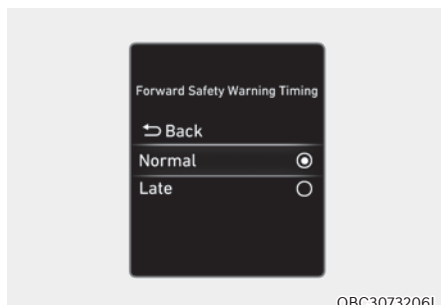 Forward Safety Warning Timing
Back
Normal
Late
OBC3073206L